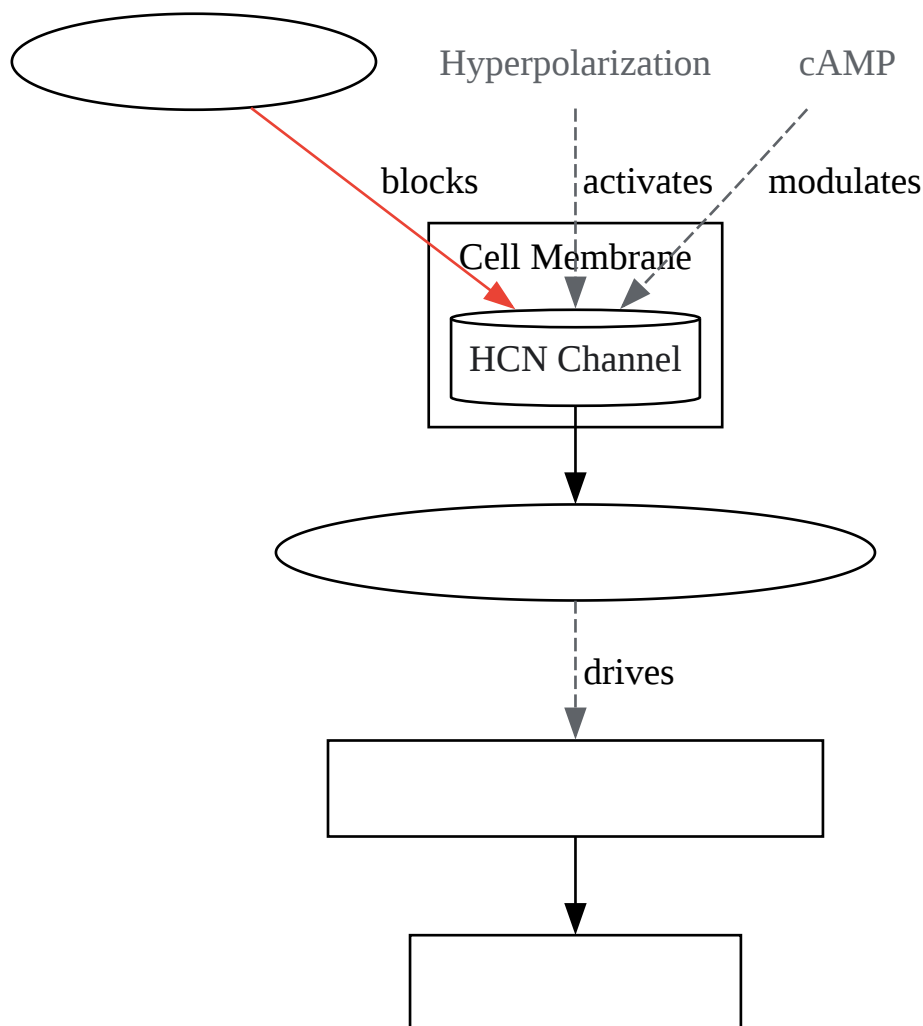 Hyperpolarization
cAMP
blocks
activates
modulates
Cell Membrane
HCN Channel
drives